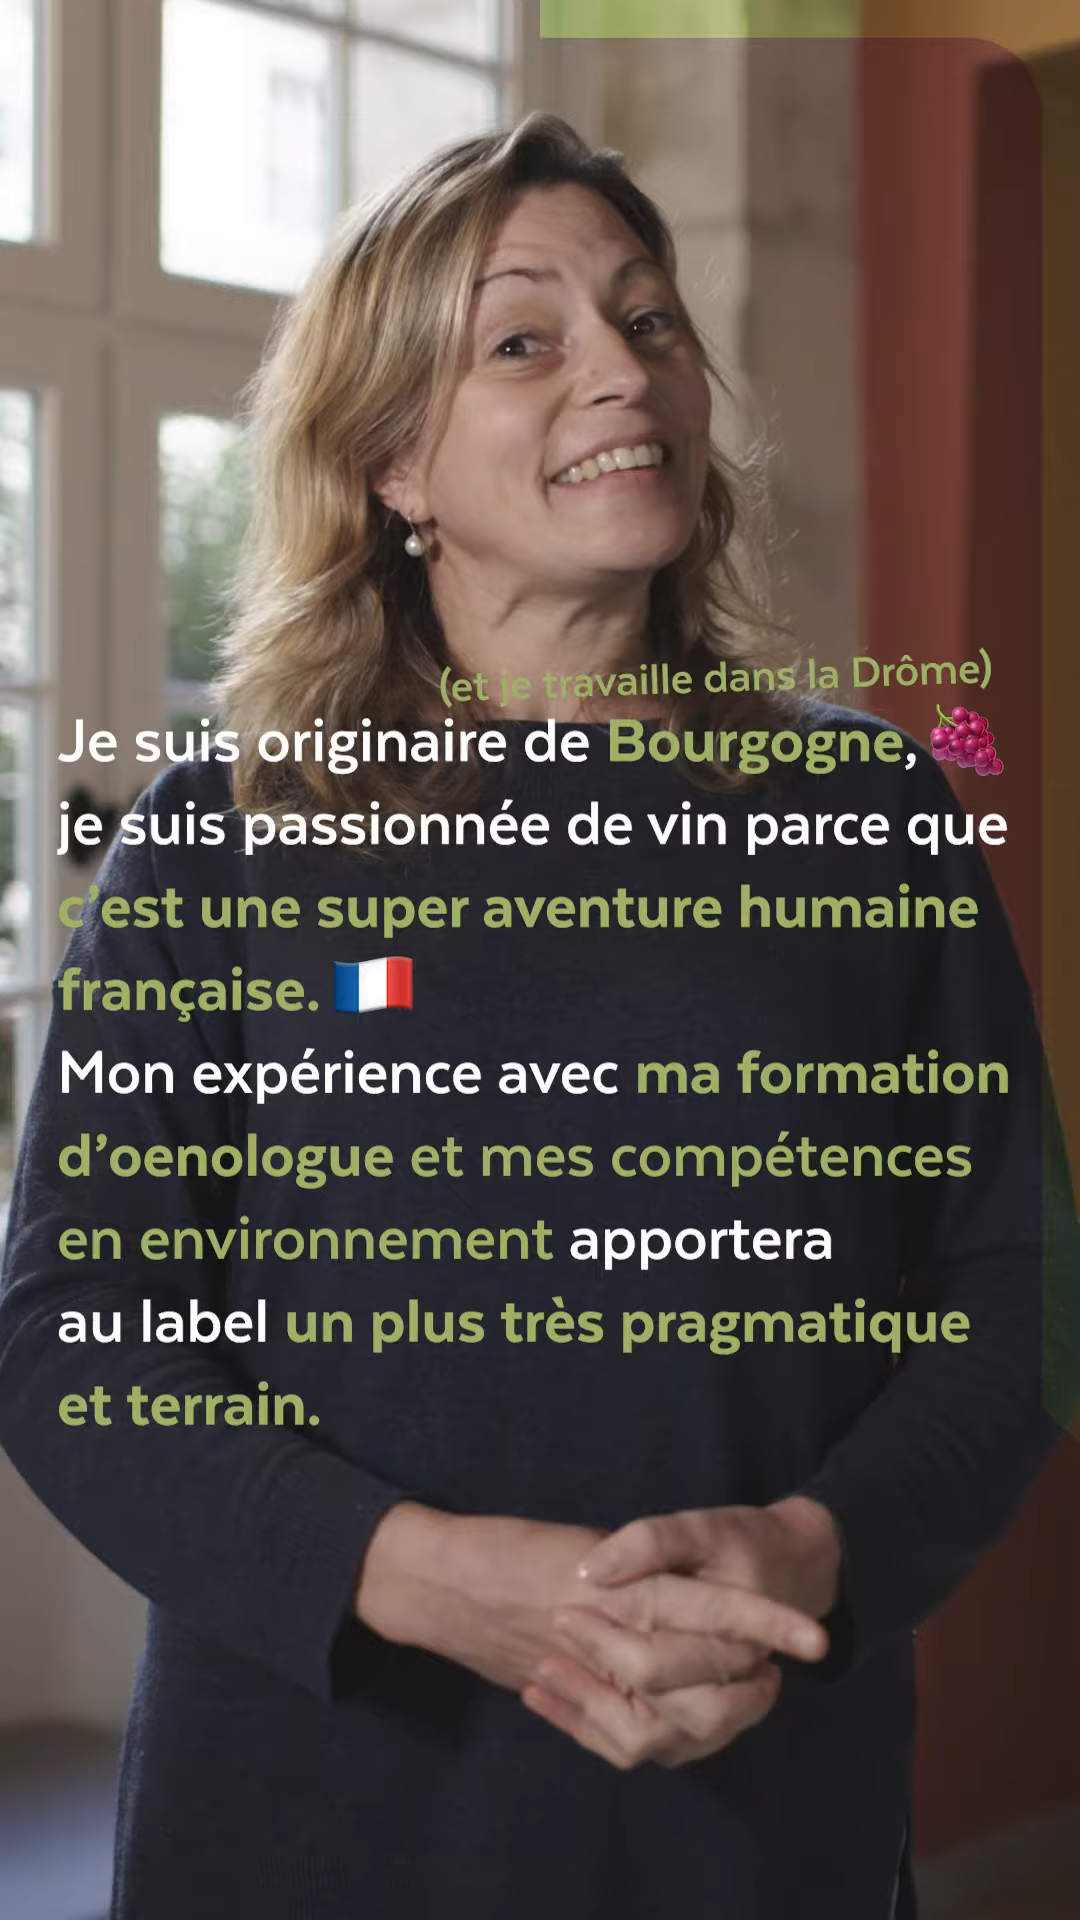 (et je travaille dans la Drôme)
Je suis originaire de Bourgogne, 🍇
je suis passionnée de vin parce que
c’est une super aventure humaine
française. 🇫🇷
Mon expérience avec ma formation
d’oenologue et mes compétences
en environnement apportera
au label un plus très pragmatique
et terrain.